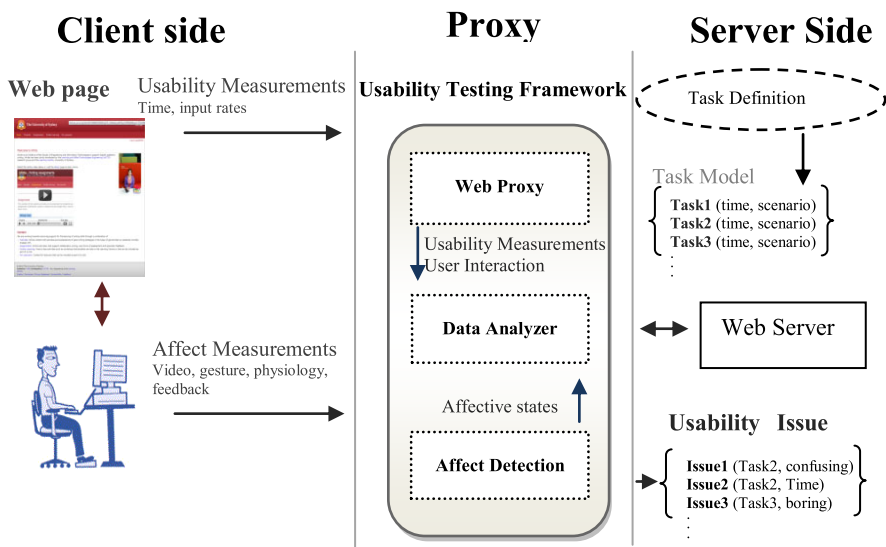 Client side
Proxy
Server Side
Web page
Usability Measurements
Time, input rates
Usability Testing Framework
Task Definition
Web Proxy
Task Model
Task1 (time, scenario)
Task2 (time, scenario)
Task3 (time, scenario)
Usability Measurements
User Interaction
Data Analyzer
Web Server
Affect Measurements
Video, gesture, physiology,
feedback
Affective states
Affect Detection
Usability Issue
Issue1 (Task2, confusing)
Issue2 (Task2, Time)
Issue3 (Task3, boring)